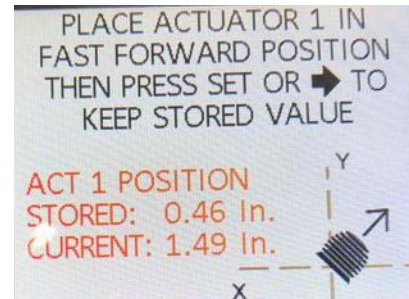 PLACE ACTUATOR 1 IN
FAST FORWARD POSITION
THEN PRESS SET OR ➡ TO
KEEP STORED VALUE
ACT 1 POSITION
STORED: 0.46 In.
CURRENT: 1.49 In.
Y
X